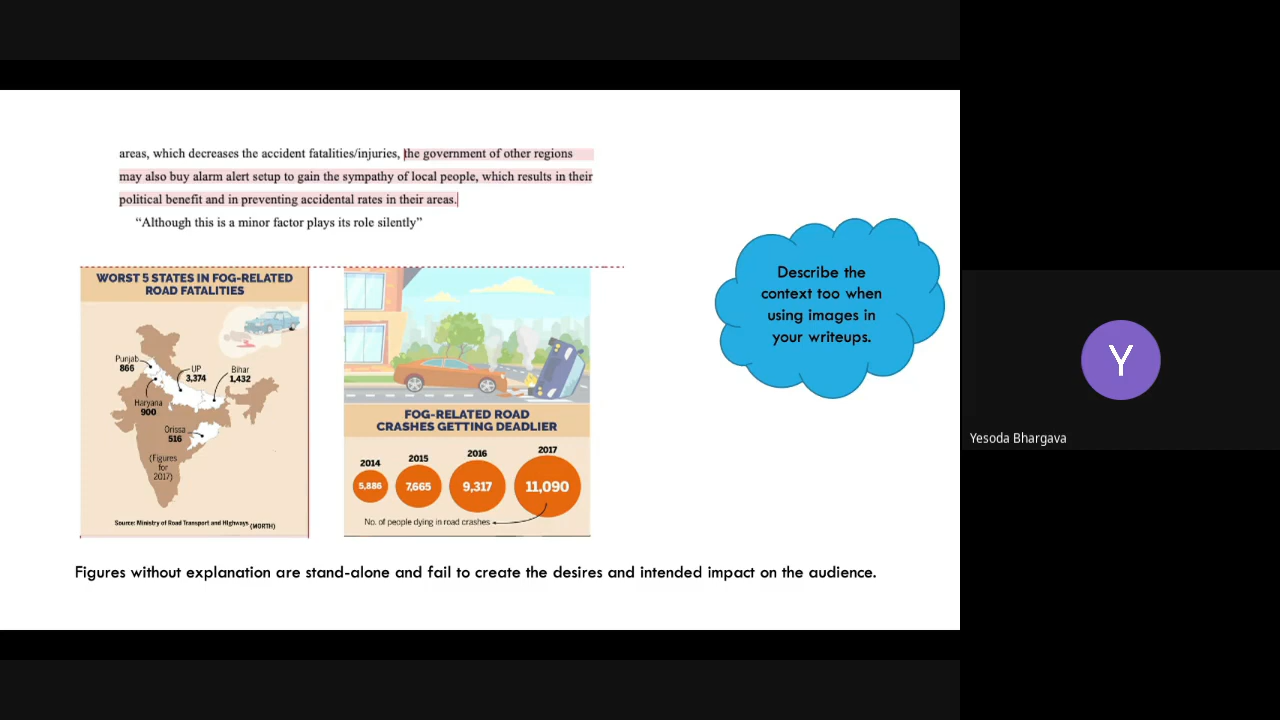 areas, which decreases the accident fatalities/injuries, the government of other regions
may also buy alarm alert setup to gain the sympathy of local people, which results in their
political benefit and in preventing accidental rates in their areas.
“Although this is a minor factor plays its role silently”
WORST 5 STATES IN FOG-RELATED
ROAD FATALITIES
Punjab
866
UP
3,374
Bihar
1,432
Haryana
900
Orissa
516
(Figures
for
2017)
Source: Ministry of Road Transport and Highways (MORTH)
FOG-RELATED ROAD
CRASHES GETTING DEADLIER
2014
2015
2016
2017
5,886
7,665
9,317
11,090
No. of people dying in road crashes
Describe the
context too when
using images in
your writeups.
Figures without explanation are stand-alone and fail to create the desires and intended impact on the audience.
Y
Yesoda Bhargava